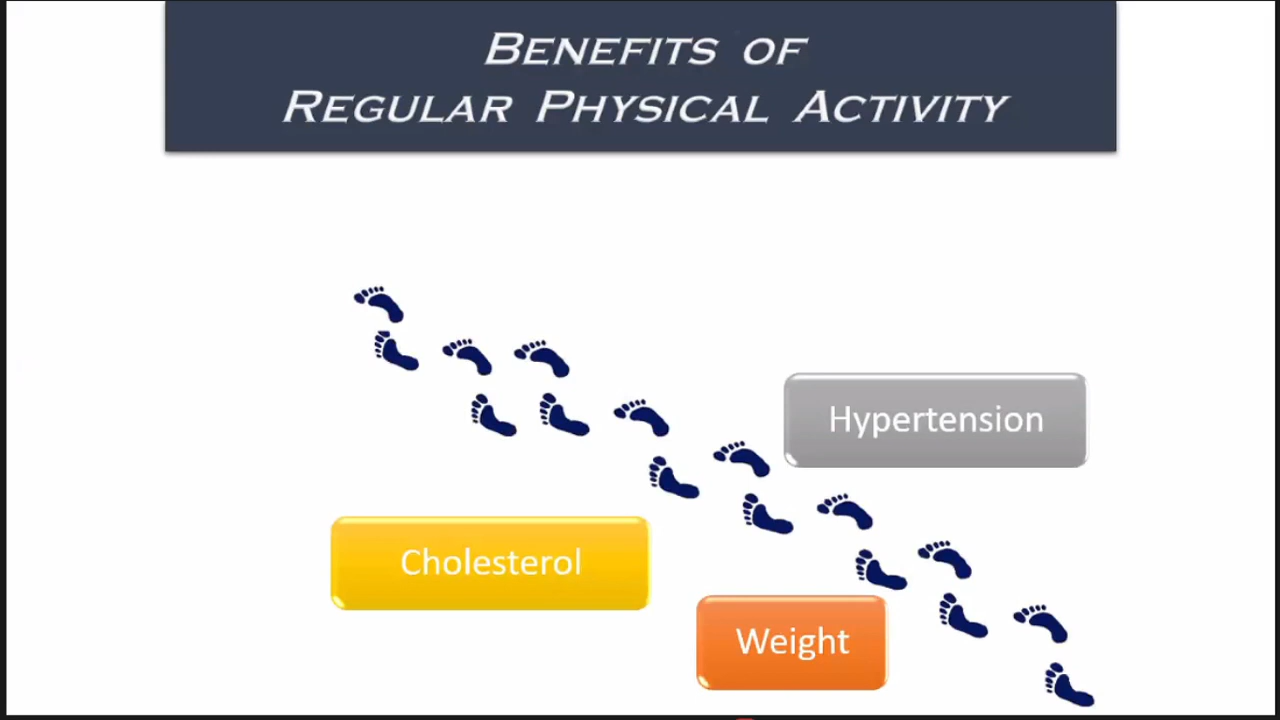 BENEFITS OF
REGULAR PHYSICAL ACTIVITY
Hypertension
Cholesterol
Weight